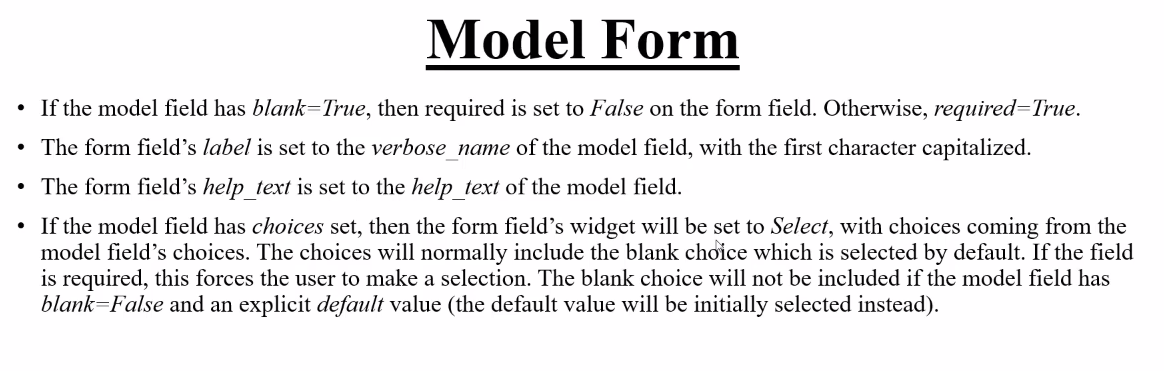 Model Form
• If the model field has blank=True, then required is set to False on the form field. Otherwise, required=True.
• The form field’s label is set to the verbose_name of the model field, with the first character capitalized.
• The form field’s help_text is set to the help_text of the model field.
• If the model field has choices set, then the form field’s widget will be set to Select, with choices coming from the
model field’s choices. The choices will normally include the blank choice which is selected by default. If the field
is required, this forces the user to make a selection. The blank choice will not be included if the model field has
blank=False and an explicit default value (the default value will be initially selected instead).